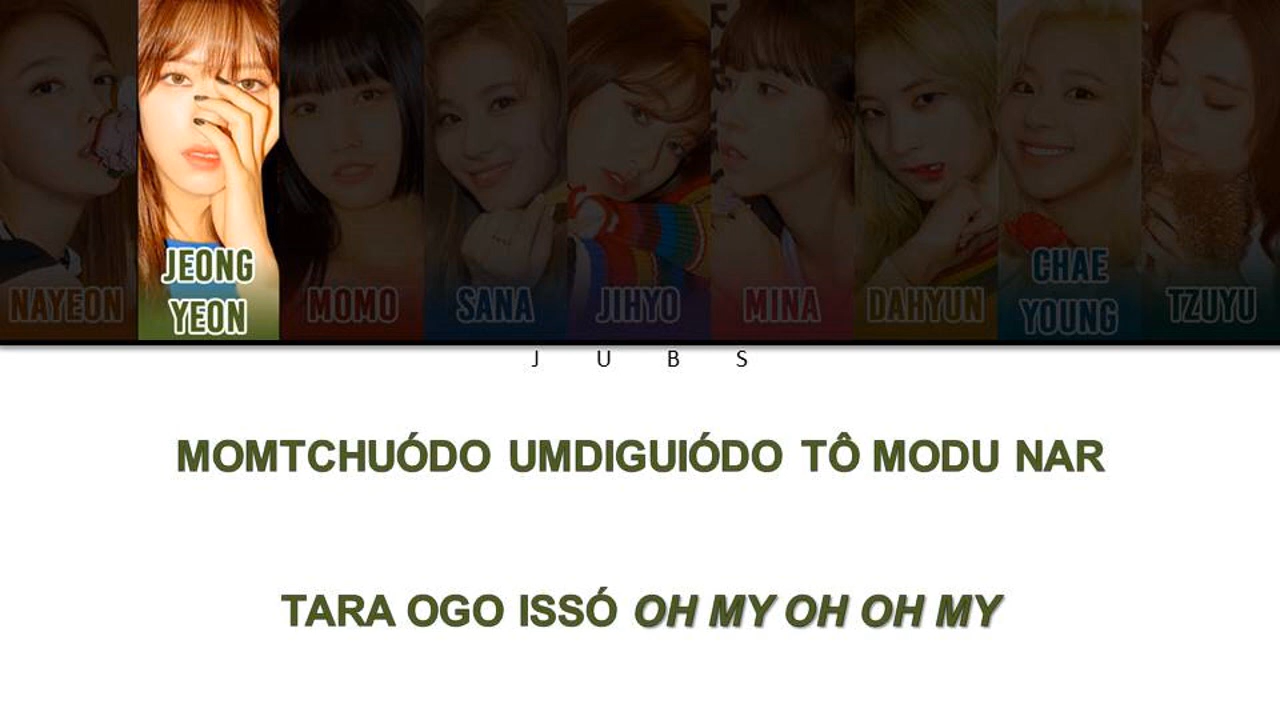 NAYEON
JEONG
YEON
MOMO
SANA
JIHYO
MINA
DAHYUN
CHAE
YOUNG
TZUYU
J U B S
MOMTCHUÓDO UMDIGUIÓDO TÔ MODU NAR
TARA OGO ISSÓ OH MY OH OH MY